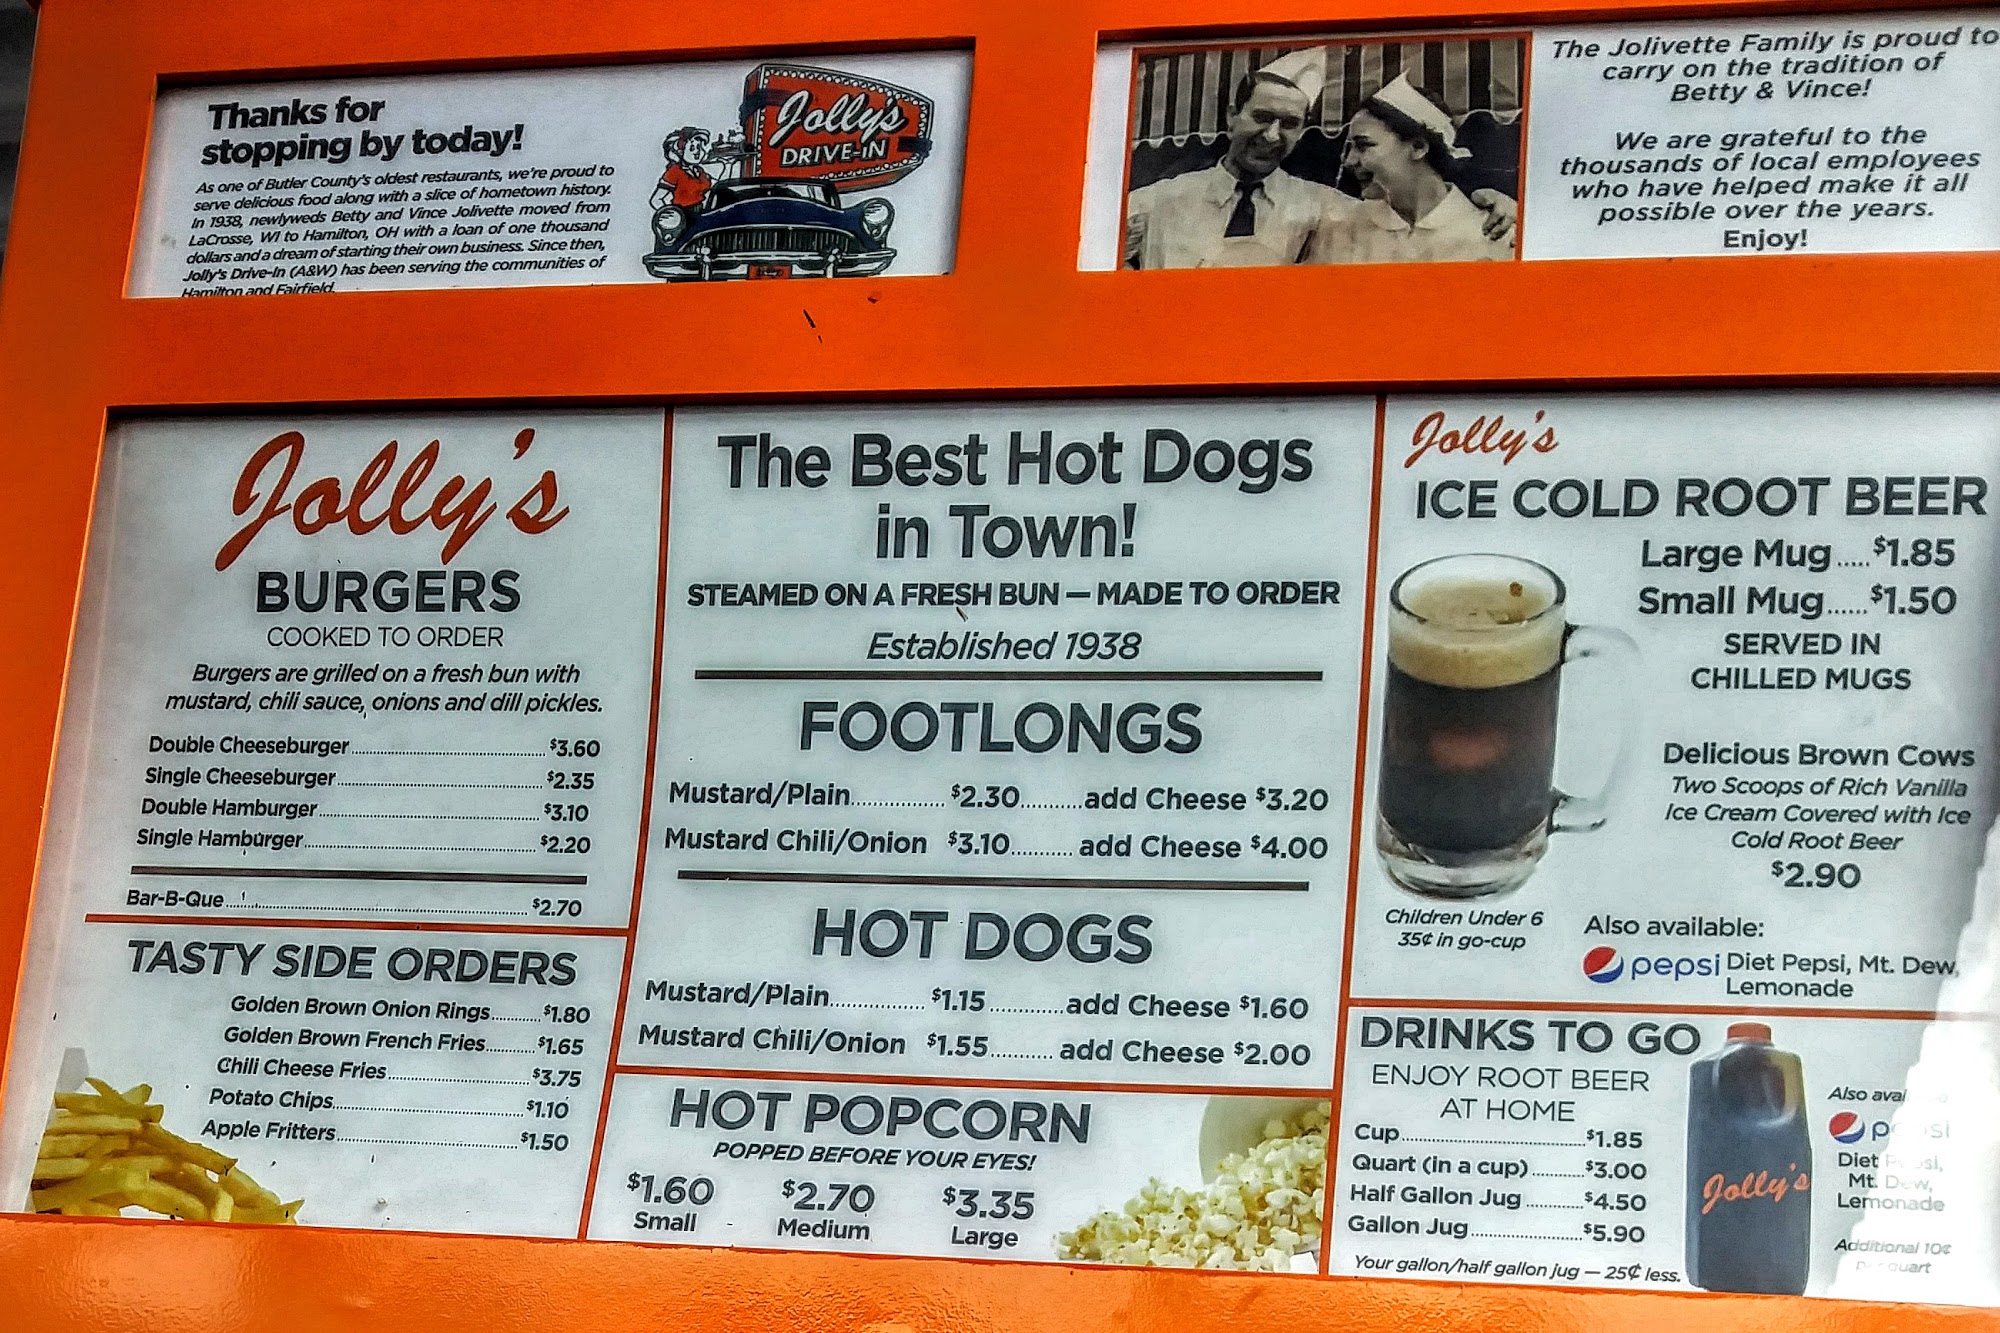 Thanks for
stopping by today!
As one of Butler County's oldest restaurants, we're proud to
serve delicious food along with a slice of hometown history.
In 1938, newlyweds Betty and Vince Jolivette moved from
LaCrosse, WI to Hamilton, OH with a loan of one thousand
dollars and a dream of starting their own business. Since then,
Jolly's Drive-In (A&W) has been serving the communities of
Hamilton and Fairfield.
Jolly's
DRIVE-IN
The Jolivette Family is proud to
carry on the tradition of
Betty & Vince!
We are grateful to the
thousands of local employees
who have helped make it all
possible over the years.
Enjoy!
Jolly's
BURGERS
COOKED TO ORDER
Burgers are grilled on a fresh bun with
mustard, chili sauce, onions and dill pickles.
Double Cheeseburger $3.60
Single Cheeseburger $2.35
Double Hamburger $3.10
Single Hamburger $2.20
Bar-B-Que $2.70
TASTY SIDE ORDERS
Golden Brown Onion Rings $1.80
Golden Brown French Fries $1.65
Chili Cheese Fries $3.75
Potato Chips $1.10
Apple Fritters $1.50
The Best Hot Dogs
in Town!
STEAMED ON A FRESH BUN — MADE TO ORDER
Established 1938
FOOTLONGS
Mustard/Plain $2.30 add Cheese $3.20
Mustard Chili/Onion $3.10 add Cheese $4.00
HOT DOGS
Mustard/Plain $1.15 add Cheese $1.60
Mustard Chili/Onion $1.55 add Cheese $2.00
HOT POPCORN
POPPED BEFORE YOUR EYES!
$1.60 $2.70 $3.35
Small Medium Large
Jolly's
ICE COLD ROOT BEER
Large Mug $1.85
Small Mug $1.50
SERVED IN
CHILLED MUGS
Delicious Brown Cows
Two Scoops of Rich Vanilla
Ice Cream Covered with Ice
Cold Root Beer
$2.90
Children Under 6
35¢ in go-cup
Also available:
pepsi Diet Pepsi, Mt. Dew,
Lemonade
DRINKS TO GO
ENJOY ROOT BEER
AT HOME
Cup $1.85
Quart (in a cup) $3.00
Half Gallon Jug $4.50
Gallon Jug $5.90
Your gallon/half gallon jug — 25¢ less.
Jolly's
Also
Diet
Mt. Dew,
Lemonade
Additional 10¢